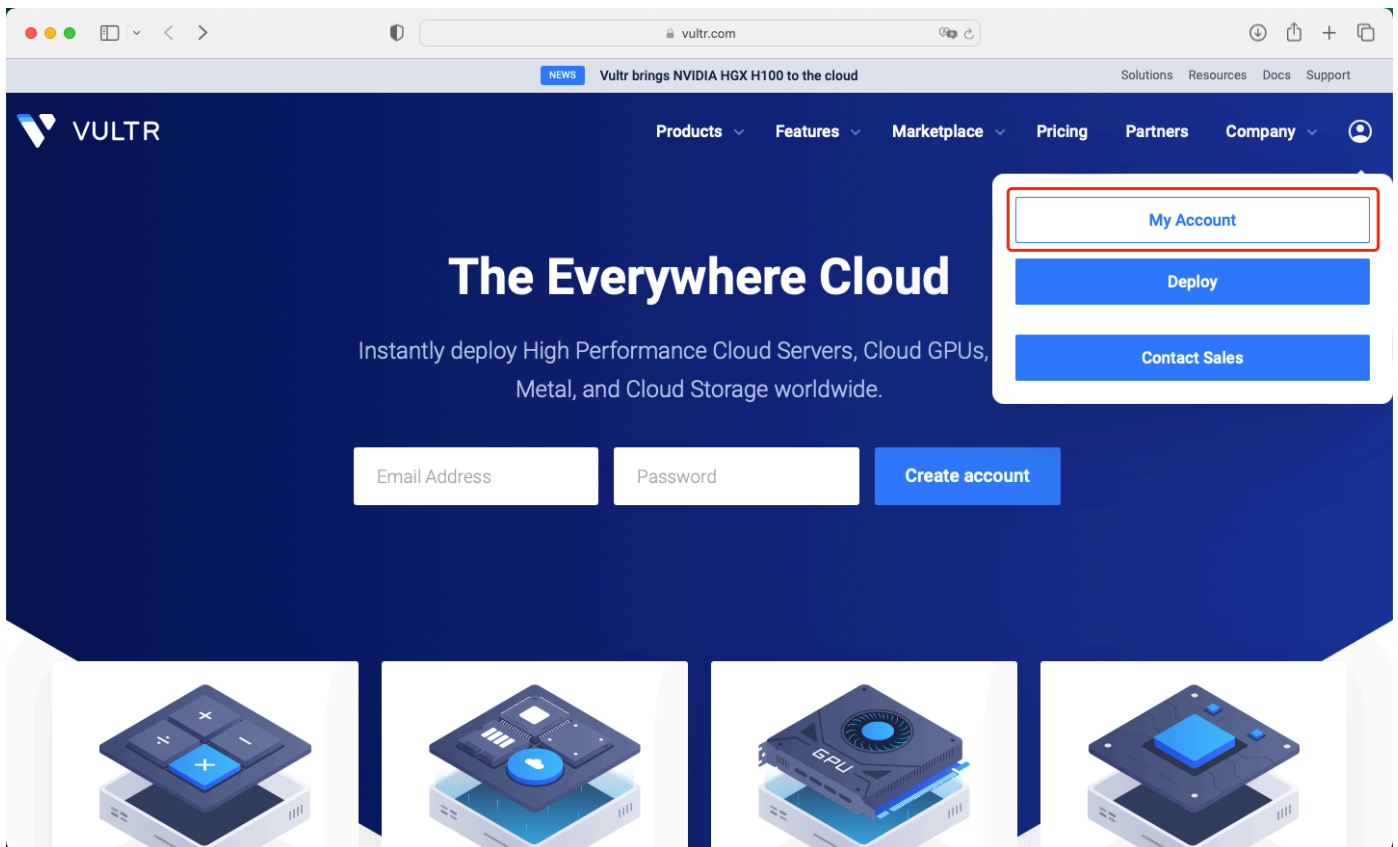 vultr.com
NEWS Vultr brings NVIDIA HGX H100 to the cloud Solutions Resources Docs Support
VULTR Products Features Marketplace Pricing Partners Company
My Account
Deploy
Contact Sales
The Everywhere Cloud
Instantly deploy High Performance Cloud Servers, Cloud GPUs,
Metal, and Cloud Storage worldwide.
Email Address Password Create account
GPU